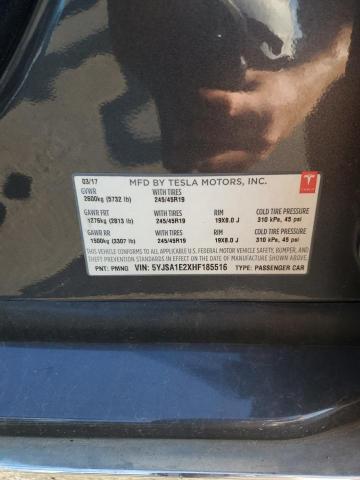 03/17 MFD BY TESLA MOTORS, INC.
GVWR WITH TIRES
2600kg (5732 lb) 245/45R19
GAWR FRT WITH TIRES RIM COLD TIRE PRESSURE
1276kg (2813 lb) 245/45R19 19X8.0 J 310 kPa, 45 psi
GAWR RR WITH TIRES RIM COLD TIRE PRESSURE
1500kg (3307 lb) 245/45R19 19X8.0 J 310 kPa, 45 psi
THIS VEHICLE CONFORMS TO ALL APPLICABLE U.S. FEDERAL MOTOR VEHICLE
SAFETY, BUMPER, AND THEFT PREVENTION STANDARDS IN EFFECT ON THE
DATE OF MANUFACTURE SHOWN ABOVE.
PNT: PMNG VIN: 5YJSA1E2XHF185516 TYPE: PASSENGER CAR